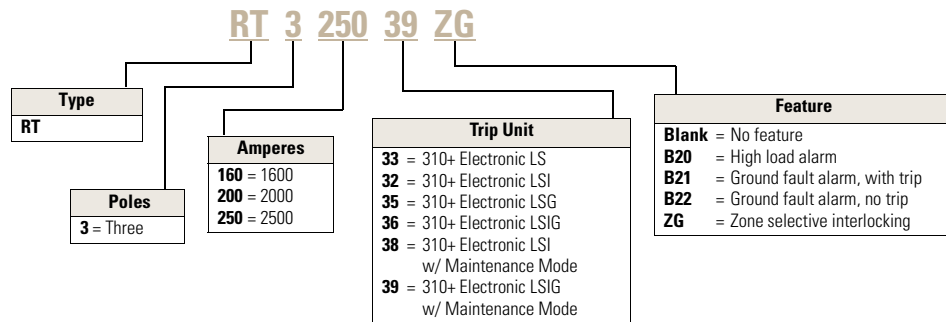 RT 3 250 39 ZG
Type
RT
Poles
3 = Three
Amperes
160 = 1600
200 = 2000
250 = 2500
Trip Unit
33 = 310+ Electronic LS
32 = 310+ Electronic LSI
35 = 310+ Electronic LSG
36 = 310+ Electronic LSIG
38 = 310+ Electronic LSI
w/ Maintenance Mode
39 = 310+ Electronic LSIG
w/ Maintenance Mode
Feature
Blank = No feature
B20 = High load alarm
B21 = Ground fault alarm, with trip
B22 = Ground fault alarm, no trip
ZG = Zone selective interlocking